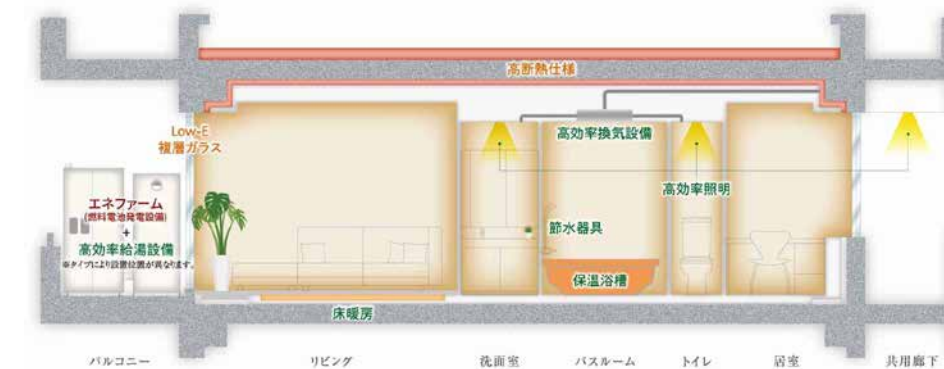 高断熱仕様
Low-E
複層ガラス
高効率換気設備
高効率照明
エネファーム
(燃料電池発電設備)
+
高効率給湯設備
※タイプにより設置位置が異なります。
節水器具
保温浴槽
床暖房
バルコニー
リビング
洗面室
バスルーム
トイレ
居室
共用廊下